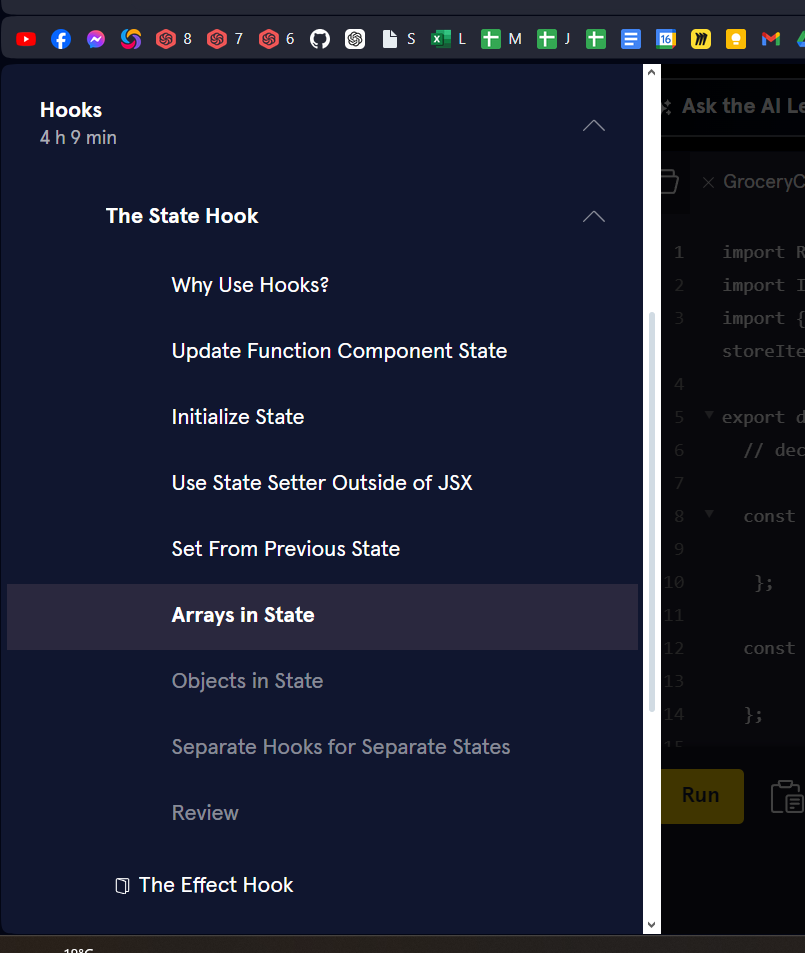 8 7 6 S L M J 16 m
Hooks
4 h 9 min
The State Hook
Why Use Hooks?
Update Function Component State
Initialize State
Use State Setter Outside of JSX
Set From Previous State
Arrays in State
Objects in State
Separate Hooks for Separate States
Review
The Effect Hook
Ask the AI Le
GroceryC
1 import R
2 import I
3 import {
storeIte
4
5 export d
6 // dec
7
8 const
9
10 };
11
12 const
13
14 };
15
Run